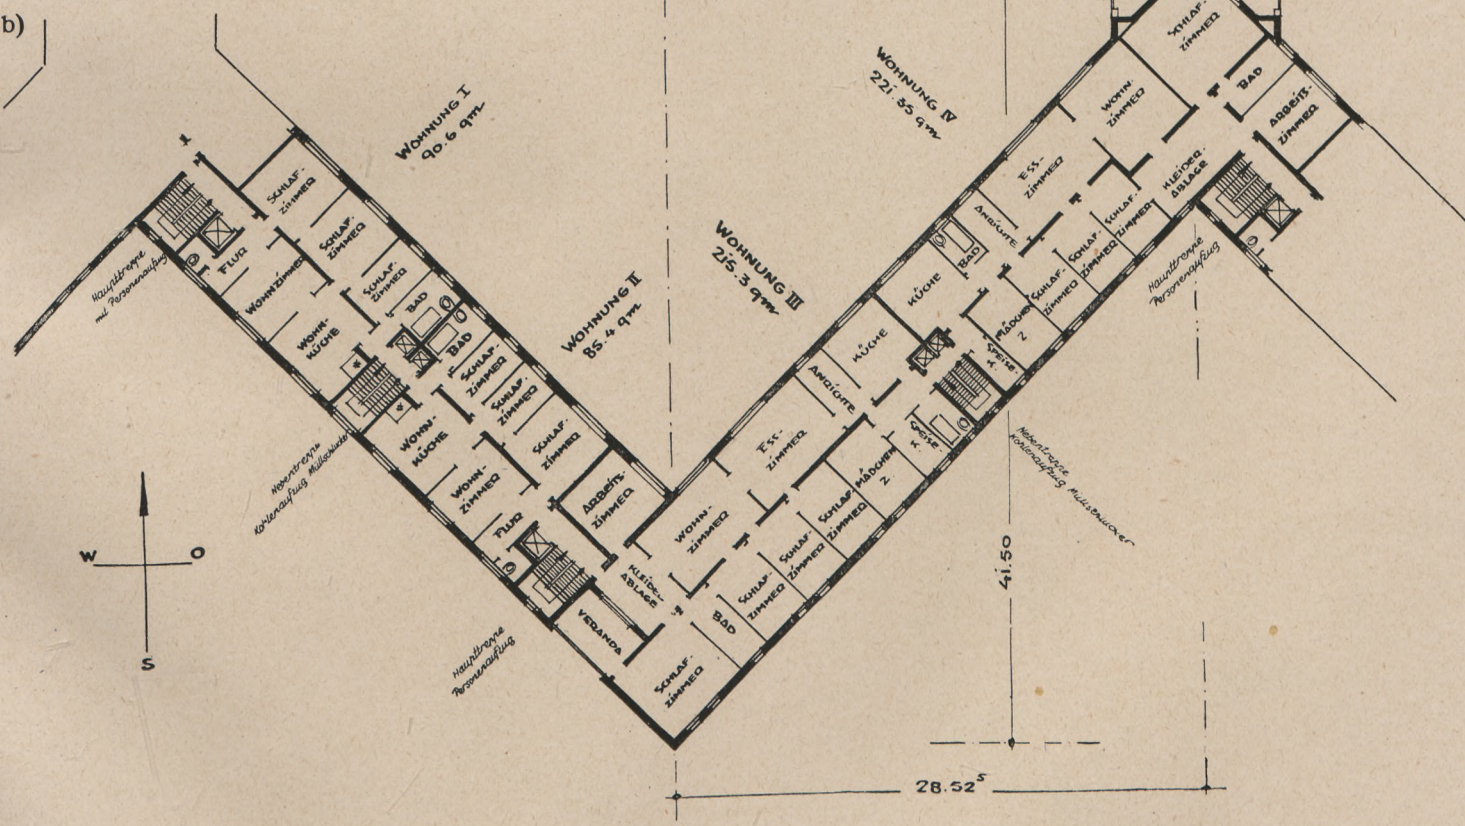 b)
WOHNUNG I
90.6 qm
WOHNUNG II
85.4 qm
WOHNUNG III
215.3 qm
WOHNUNG IV
221.35 qm
1
SCHLAF-
ZIMMER
SCHLAF-
ZIMMER
SCHLAF-
ZIMMER
BAD
FLUR
WOHNZIMMER
WOHN-
KÜCHE
Haupttreppe
mit Personenaufzug
BAD
SCHLAF-
ZIMMER
SCHLAF-
ZIMMER
SCHLAF-
ZIMMER
ARBEITS-
ZIMMER
WOHN-
KÜCHE
WOHN-
ZIMMER
FLUR
Nebentreppe
Kohlenaufzug Müllschlucker
Haupttreppe
Personenaufzug
VERANDA
KLEIDER-
ABLAGE
SCHLAF-
ZIMMER
BAD
SCHLAF-
ZIMMER
SCHLAF-
ZIMMER
SCHLAF-
ZIMMER
MÄDCHEN
Z.
SPEISE
K.
WOHN-
ZIMMER
ESS-
ZIMMER
ANRICHTE
KÜCHE
KÜCHE
BAD
ANRICHTE
ESS-
ZIMMER
WOHN-
ZIMMER
SCHLAF-
ZIMMER
BAD
ARBEITS-
ZIMMER
KLEIDER-
ABLAGE
SCHLAF-
ZIMMER
SCHLAF-
ZIMMER
SCHLAF-
ZIMMER
MÄDCHEN
Z
SPEISE-
K.
Haupttreppe
Personenaufzug
Nebentreppe
Kohlenaufzug Müllschlucker
W
O
S
41.50
28.52⁵